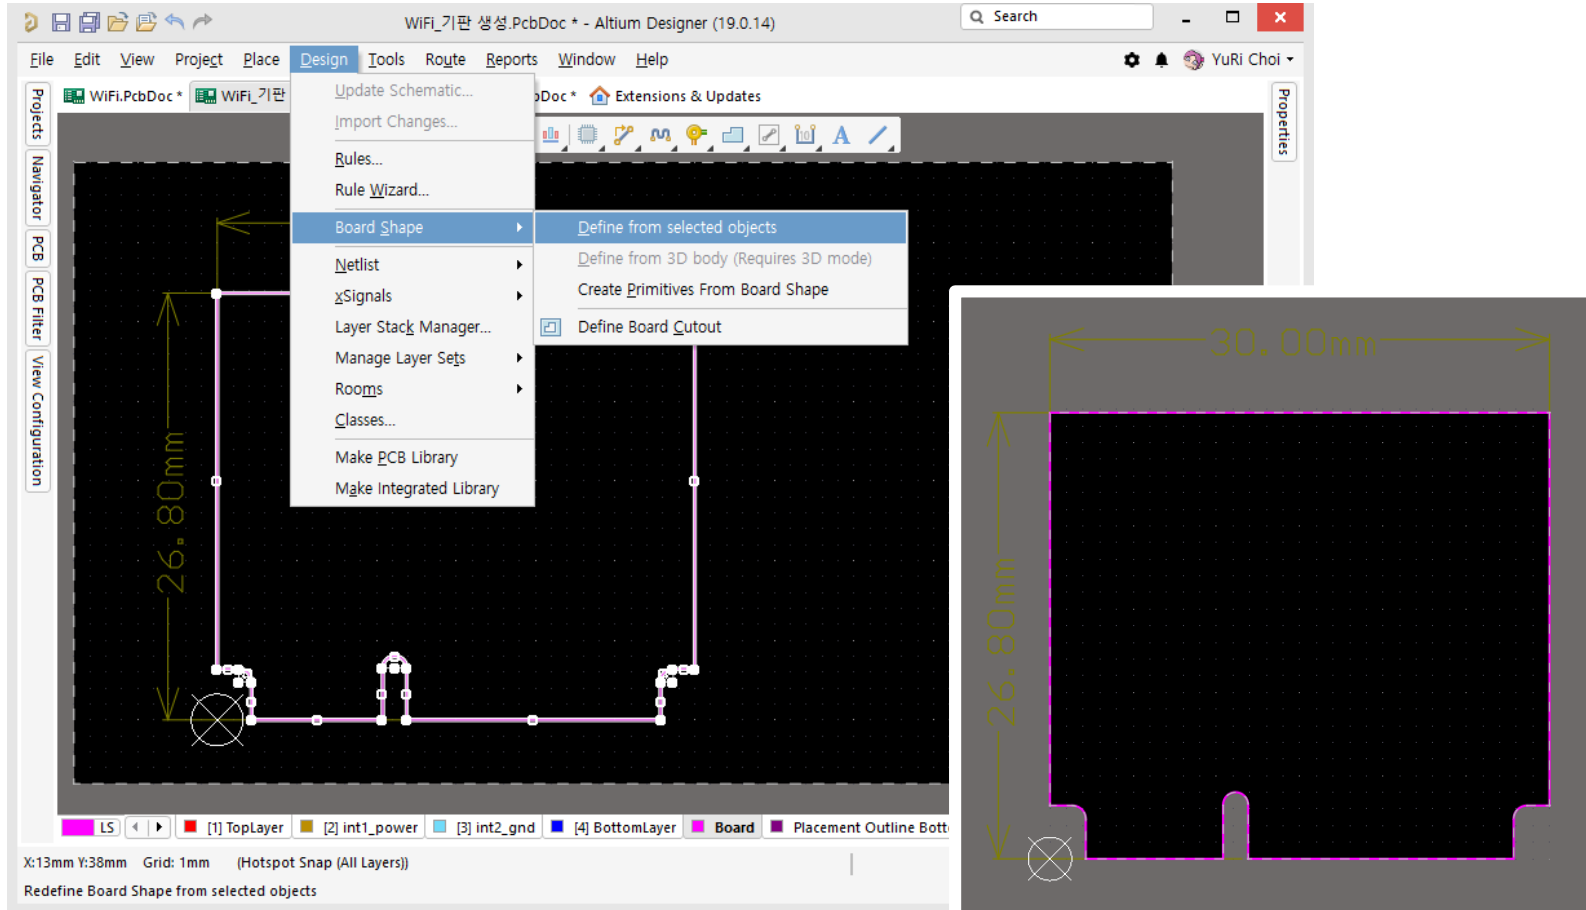 WiFi_기판 생성.PcbDoc * - Altium Designer (19.0.14)
Search
File Edit View Project Place Design Tools Route Reports Window Help
YuRi Choi
WiFi.PcbDoc * WiFi_기판
bDoc * Extensions & Updates
Projects
Navigator
PCB
PCB Filter
View Configuration
Properties
Update Schematic...
Import Changes...
Rules...
Rule Wizard...
Board Shape
Netlist
xSignals
Layer Stack Manager...
Manage Layer Sets
Rooms
Classes...
Make PCB Library
Make Integrated Library
Define from selected objects
Define from 3D body (Requires 3D mode)
Create Primitives From Board Shape
Define Board Cutout
26.80mm
30.00mm
26.80mm
LS [1] TopLayer [2] int1_power [3] int2_gnd [4] BottomLayer Board Placement Outline Bott
X:13mm Y:38mm Grid: 1mm (Hotspot Snap (All Layers))
Redefine Board Shape from selected objects